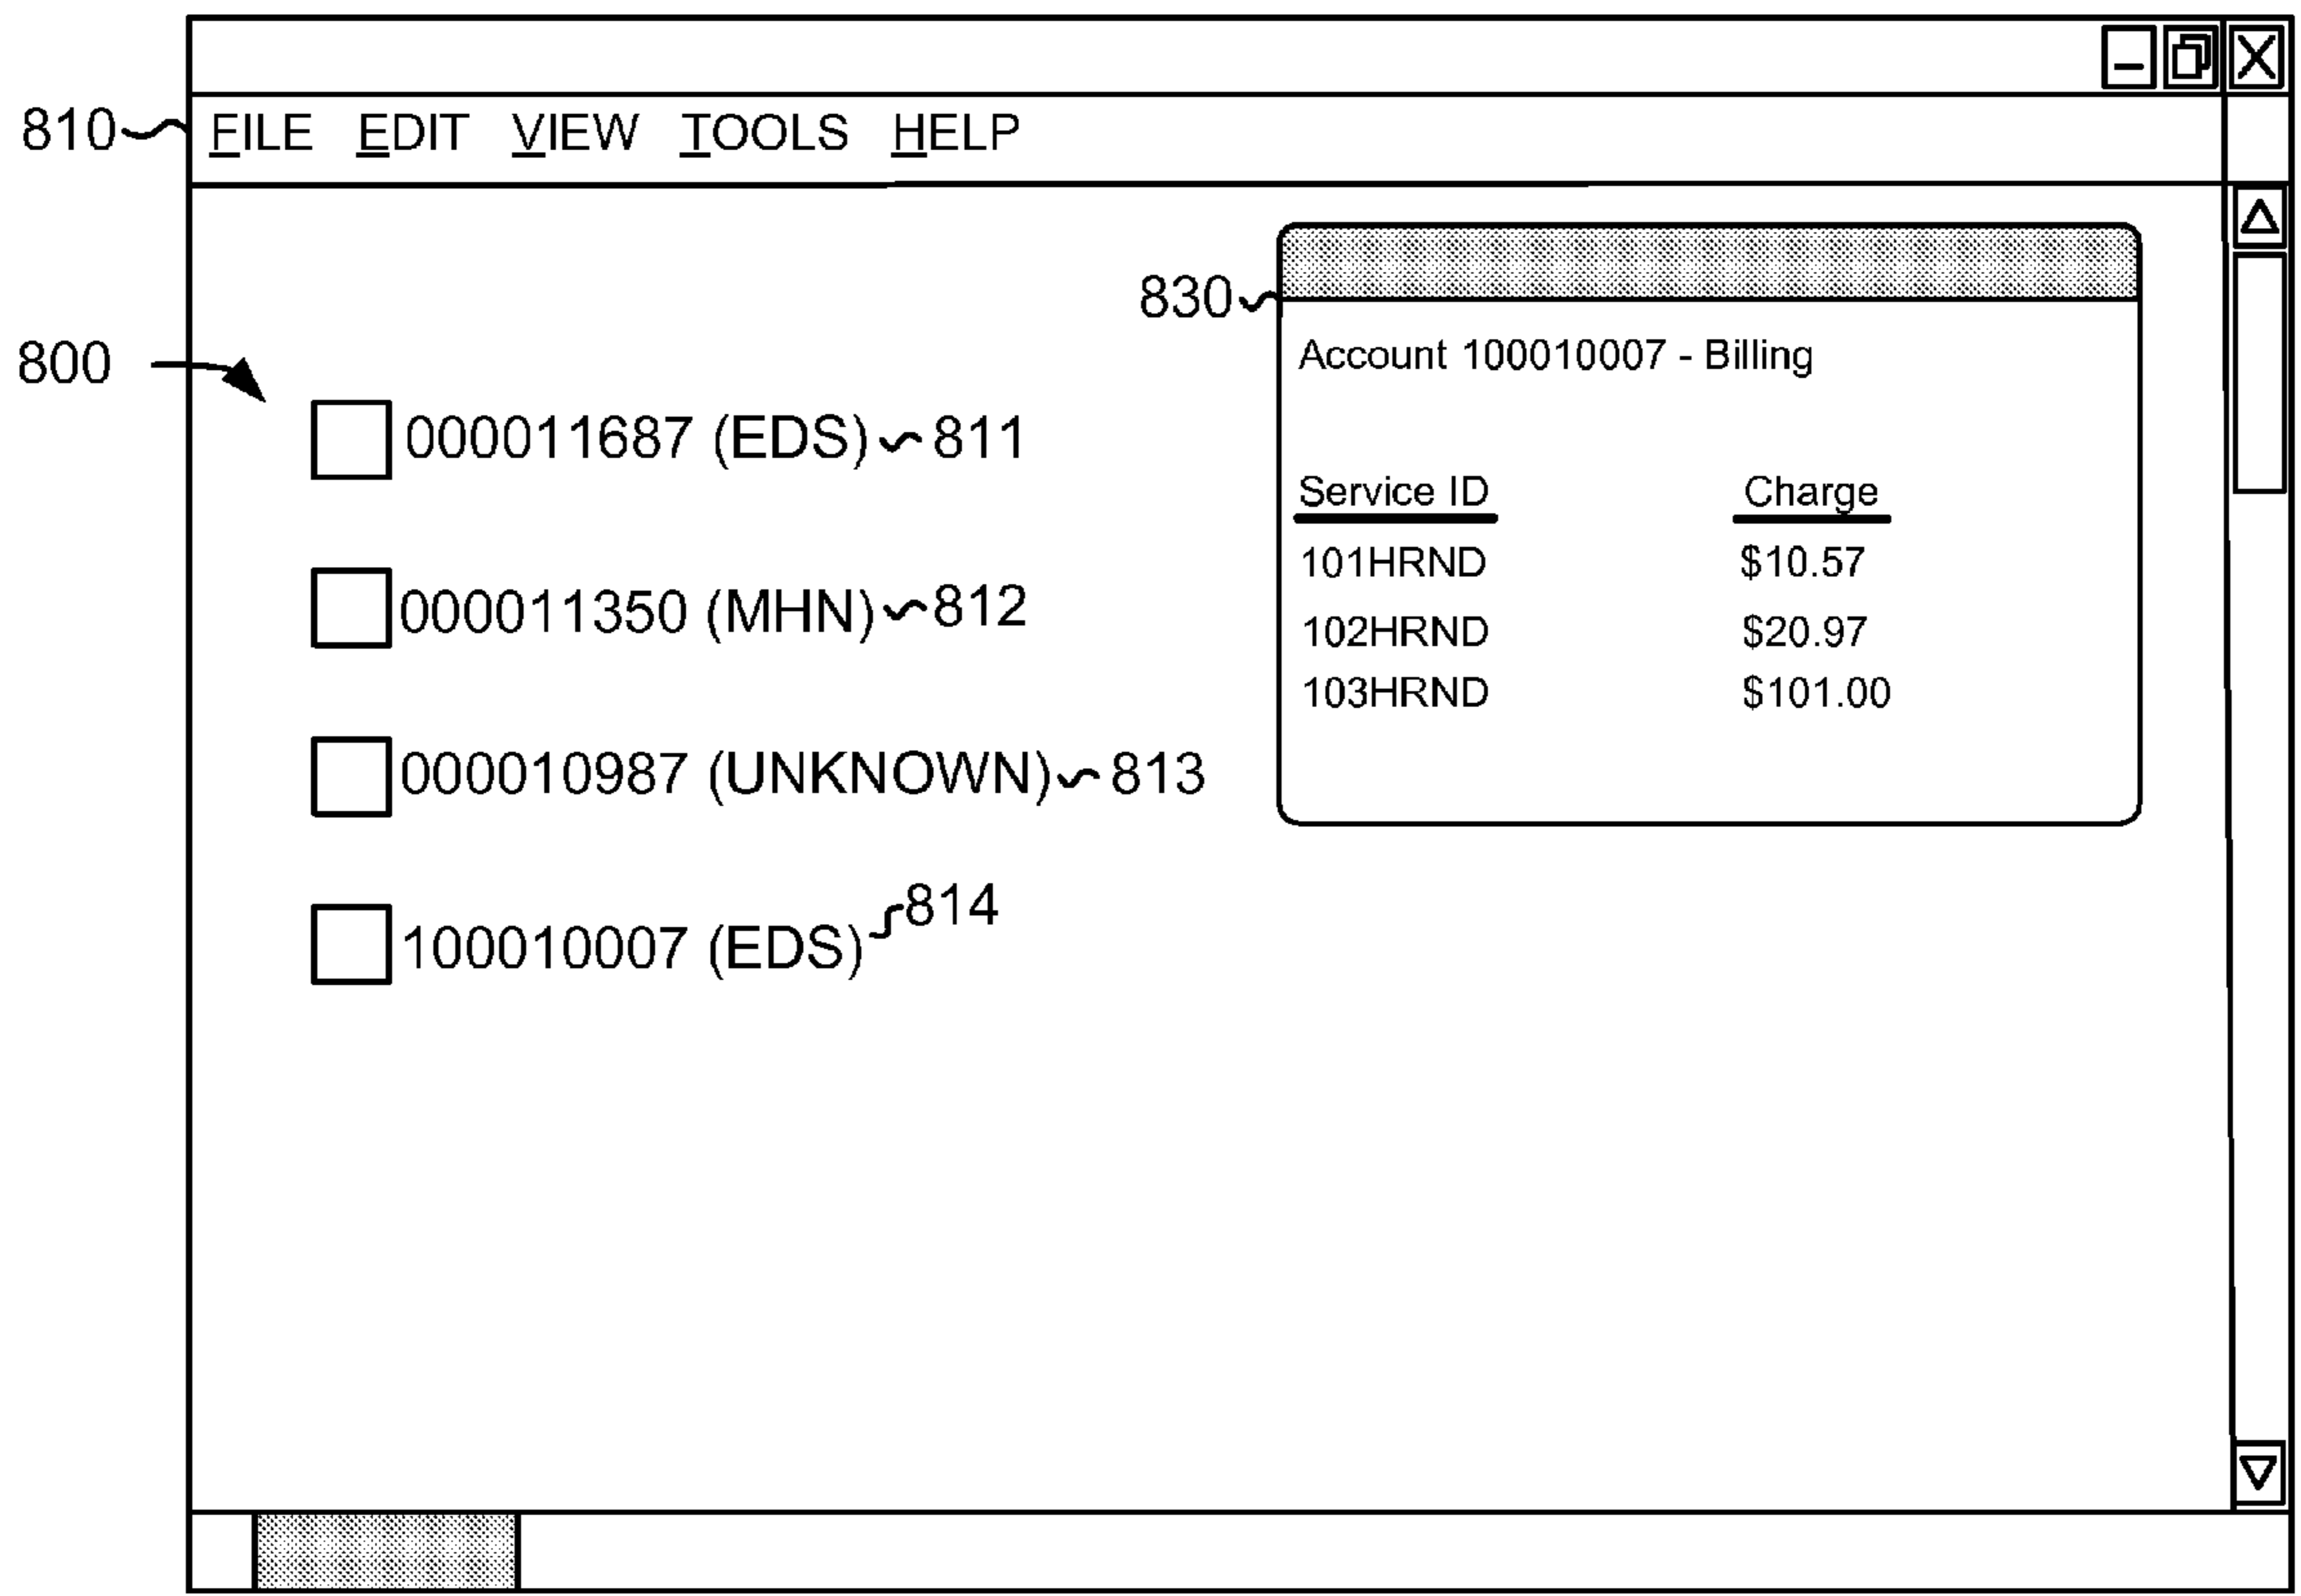 810 FILE EDIT VIEW TOOLS HELP
830
Account 100010007 - Billing
Service ID Charge
101HRND $10.57
102HRND $20.97
103HRND $101.00
800
000011687 (EDS) 811
000011350 (MHN) 812
000010987 (UNKNOWN) 813
100010007 (EDS) 814